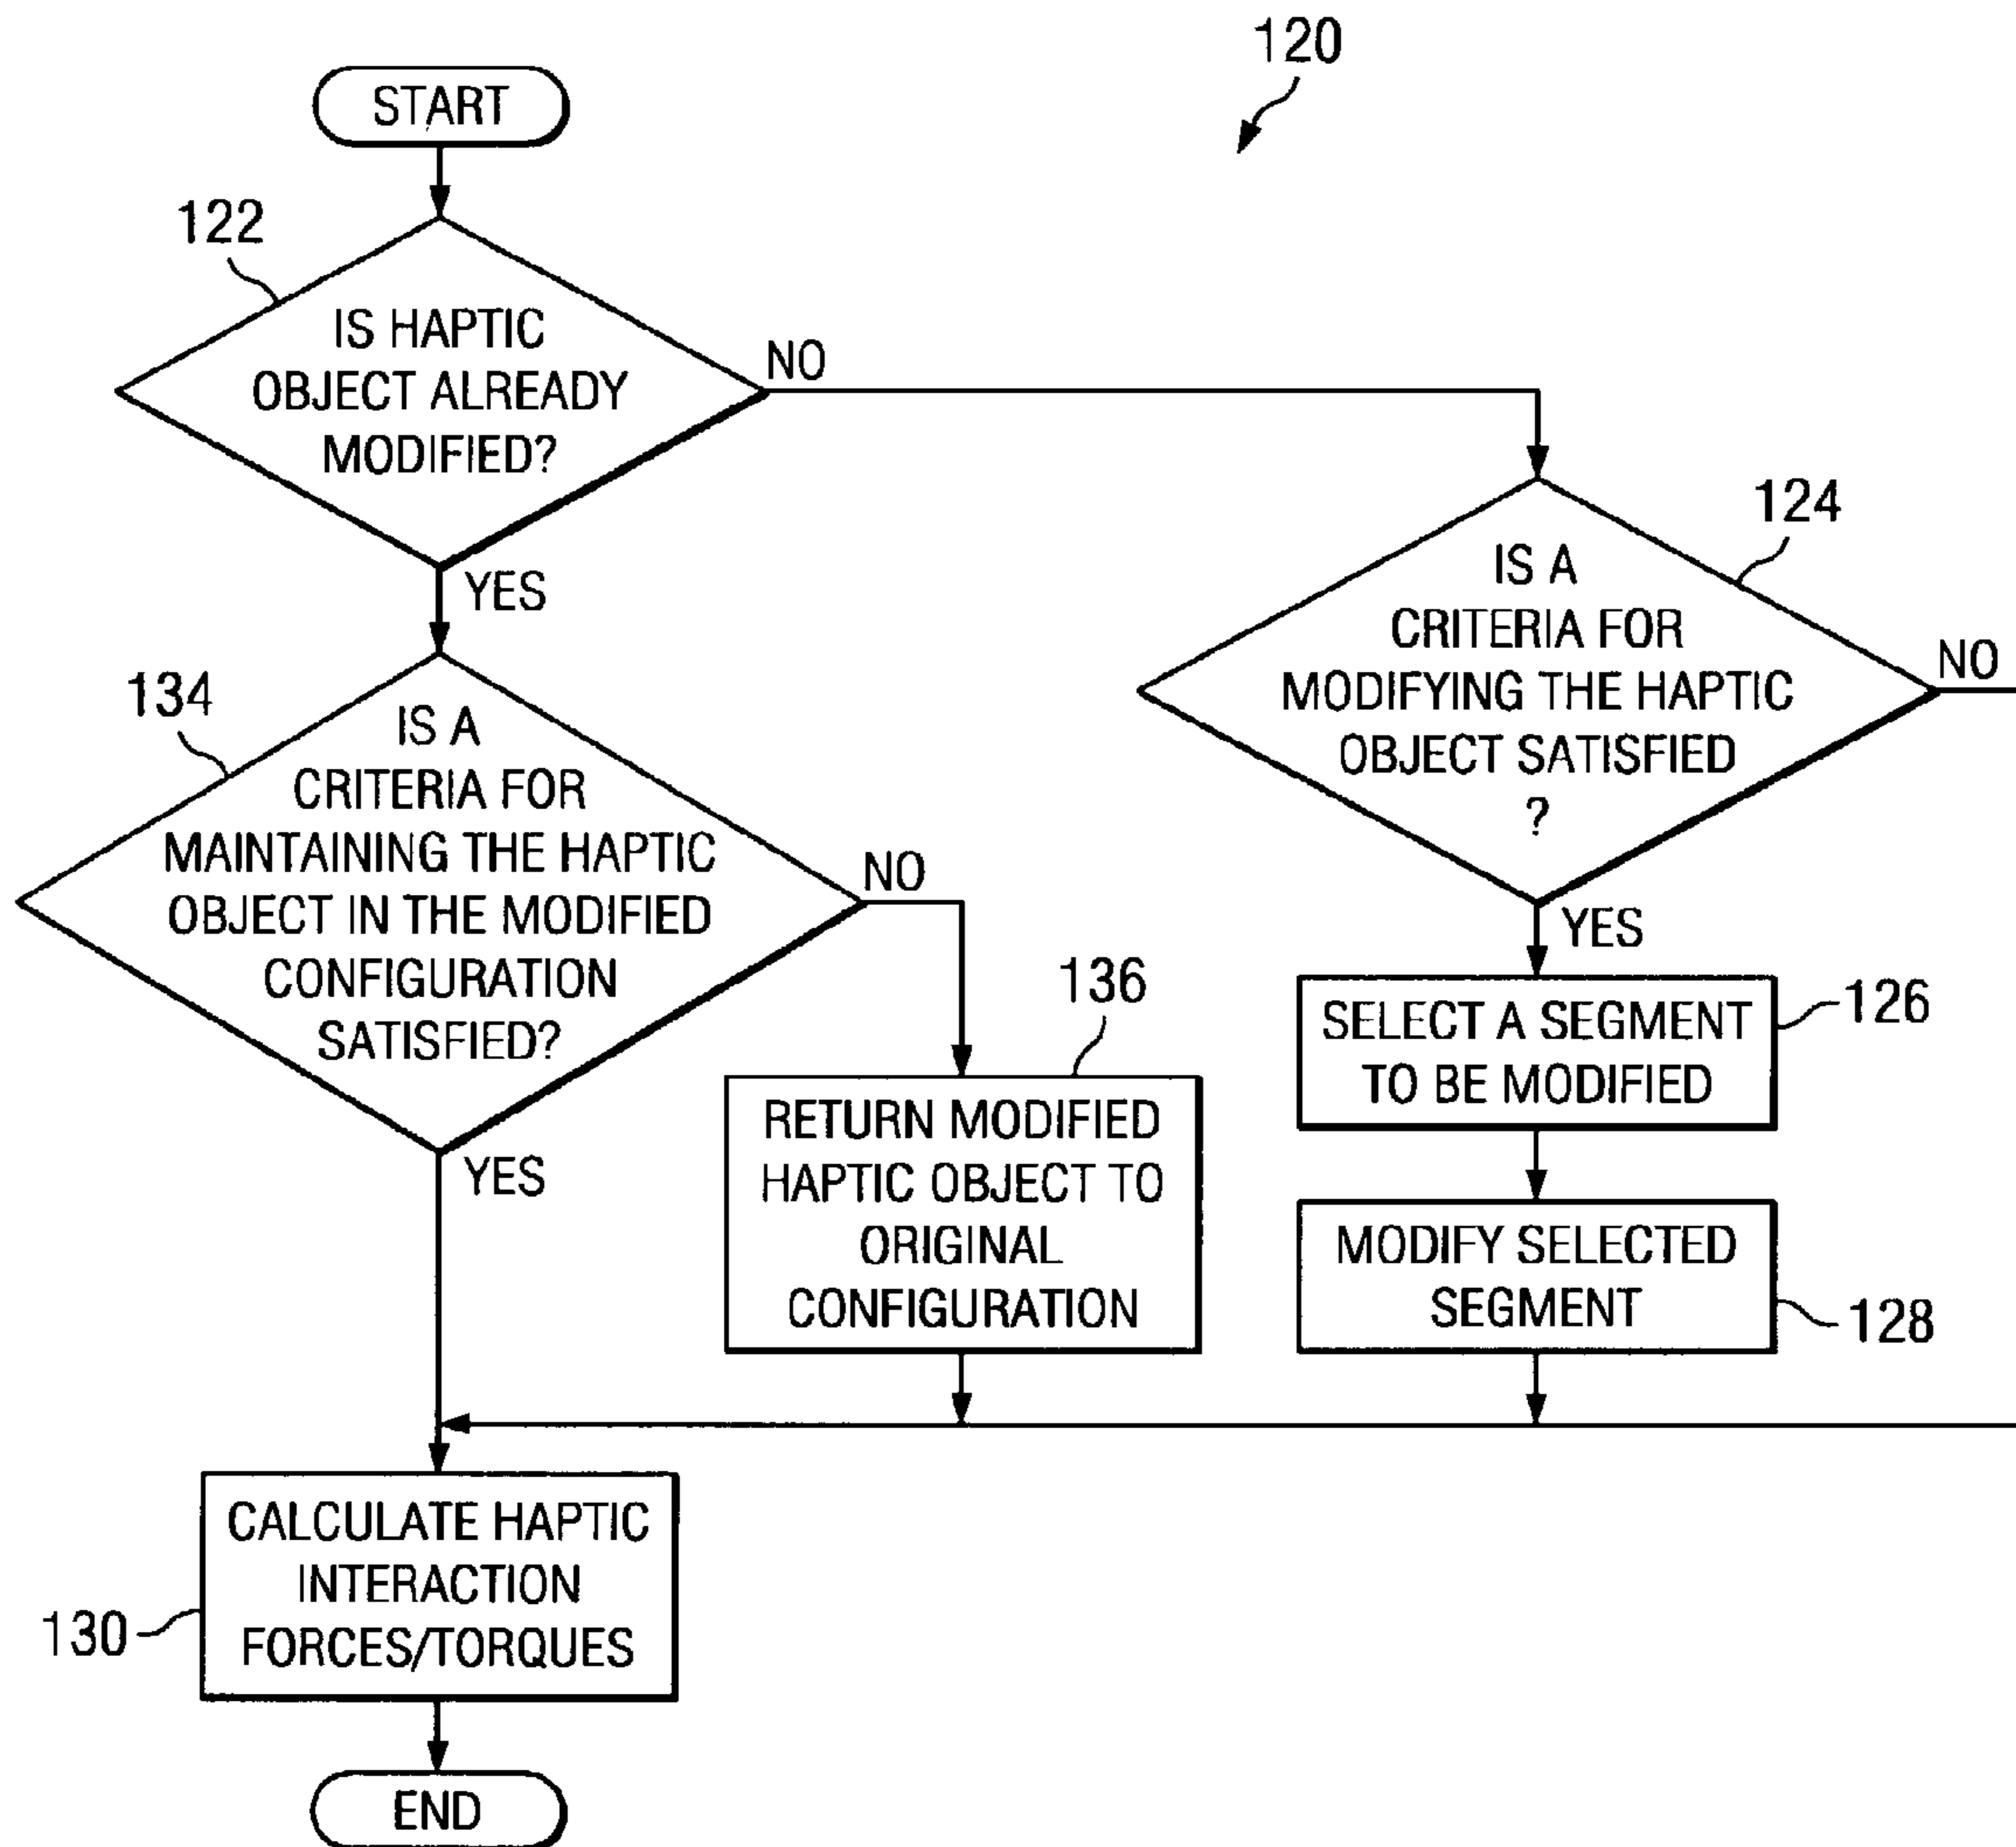 120
START
122
IS HAPTIC
OBJECT ALREADY
MODIFIED?
NO
YES
124
IS A
CRITERIA FOR
MODIFYING THE HAPTIC
OBJECT SATISFIED
?
NO
YES
134
IS A
CRITERIA FOR
MAINTAINING THE HAPTIC
OBJECT IN THE MODIFIED
CONFIGURATION
SATISFIED?
NO
YES
136
RETURN MODIFIED
HAPTIC OBJECT TO
ORIGINAL
CONFIGURATION
SELECT A SEGMENT
TO BE MODIFIED
126
MODIFY SELECTED
SEGMENT
128
CALCULATE HAPTIC
INTERACTION
FORCES/TORQUES
130
END